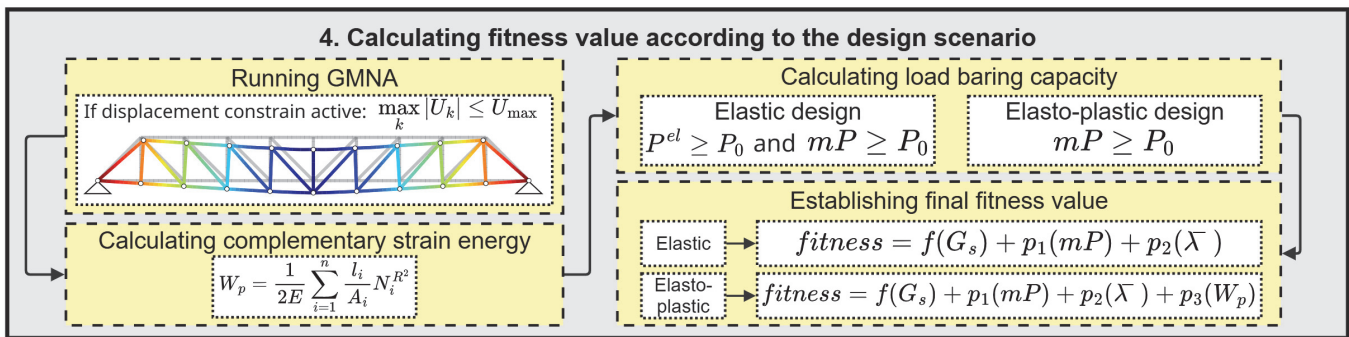 4. Calculating fitness value according to the design scenario
Running GMNA
If displacement constrain active: max_k |U_k| ≤ U_max
Calculating complementary strain energy
W_p = \frac{1}{2E} \sum_{i=1}^{n} \frac{l_i}{A_i} N_i^{R^2}
Calculating load baring capacity
Elastic design
P^{el} ≥ P_0 and mP ≥ P_0
Elasto-plastic design
mP ≥ P_0
Establishing final fitness value
Elastic
fitness = f(G_s) + p_1(mP) + p_2(λ^-)
Elasto-
plastic
fitness = f(G_s) + p_1(mP) + p_2(λ^-) + p_3(W_p)